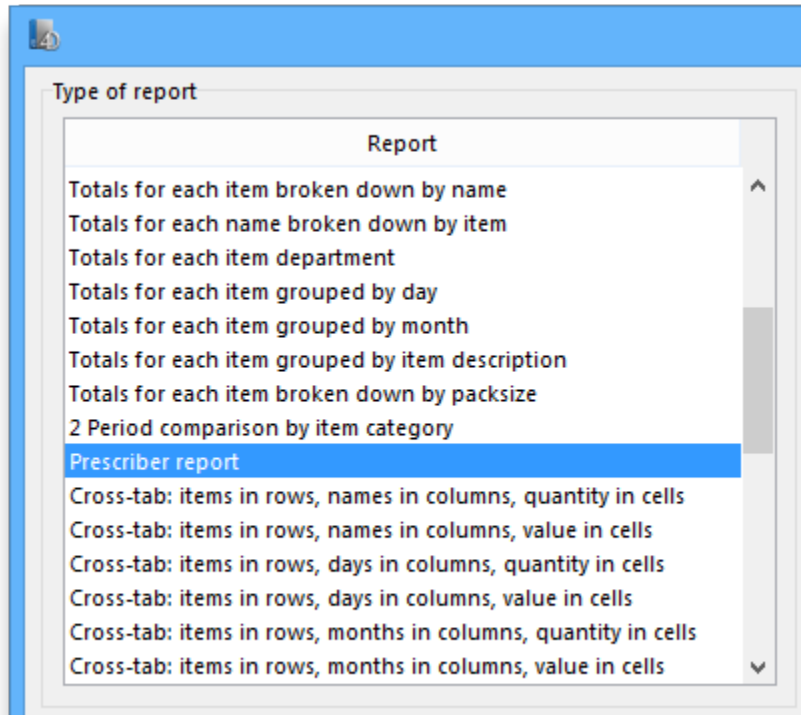 Type of report
Report
Totals for each item broken down by name
Totals for each name broken down by item
Totals for each item department
Totals for each item grouped by day
Totals for each item grouped by month
Totals for each item grouped by item description
Totals for each item broken down by packsize
2 Period comparison by item category
Prescriber report
Cross-tab: items in rows, names in columns, quantity in cells
Cross-tab: items in rows, names in columns, value in cells
Cross-tab: items in rows, days in columns, quantity in cells
Cross-tab: items in rows, days in columns, value in cells
Cross-tab: items in rows, months in columns, quantity in cells
Cross-tab: items in rows, months in columns, value in cells